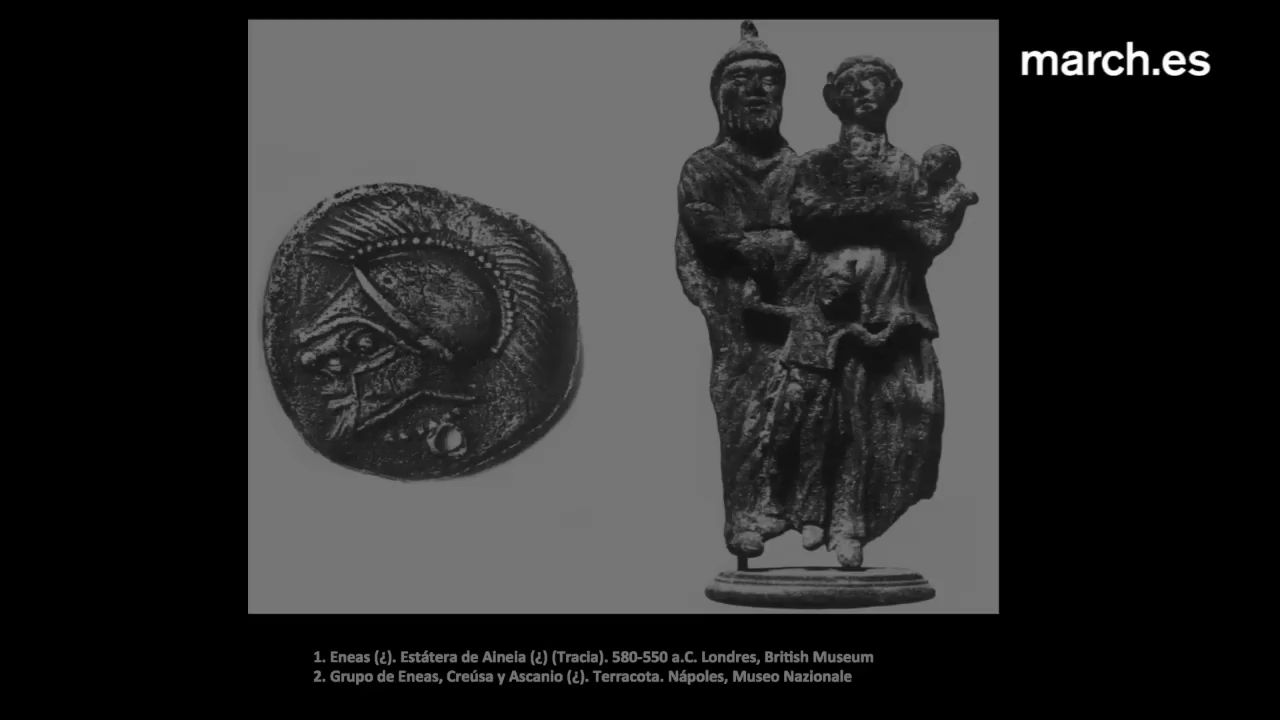 march.es
1. Eneas (¿). Estátera de Aineia (¿) (Tracia). 580-550 a.C. Londres, British Museum
2. Grupo de Eneas, Creúsa y Ascanio (¿). Terracota. Nápoles, Museo Nazionale